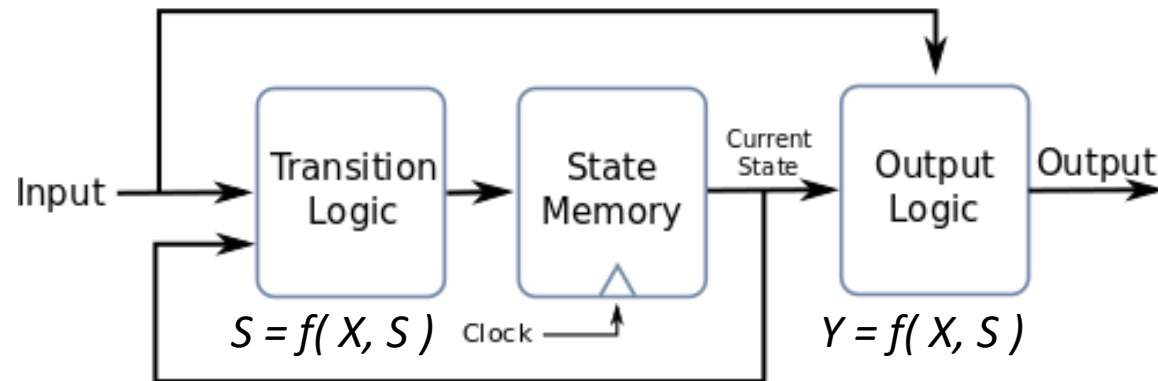 Input
Transition
Logic
State
Memory
Current
State
Output
Logic
Output
Clock
S = f( X, S )
Y = f( X, S )